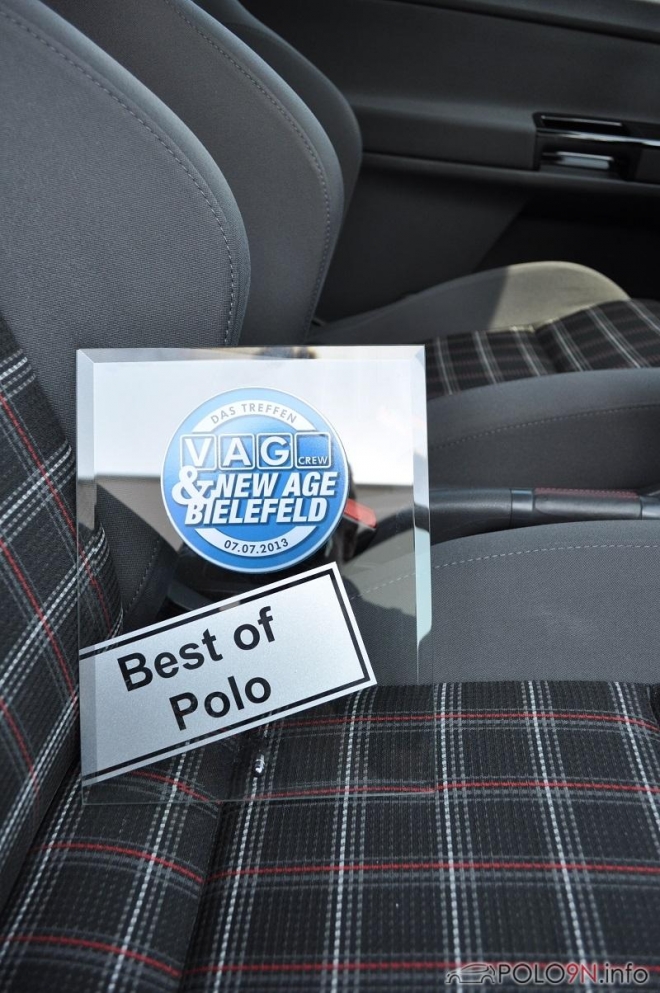 DAS TREFFEN
VAG CREW
& NEW AGE
BIELEFELD
07.07.2013
Best of
Polo
POLO9N.info